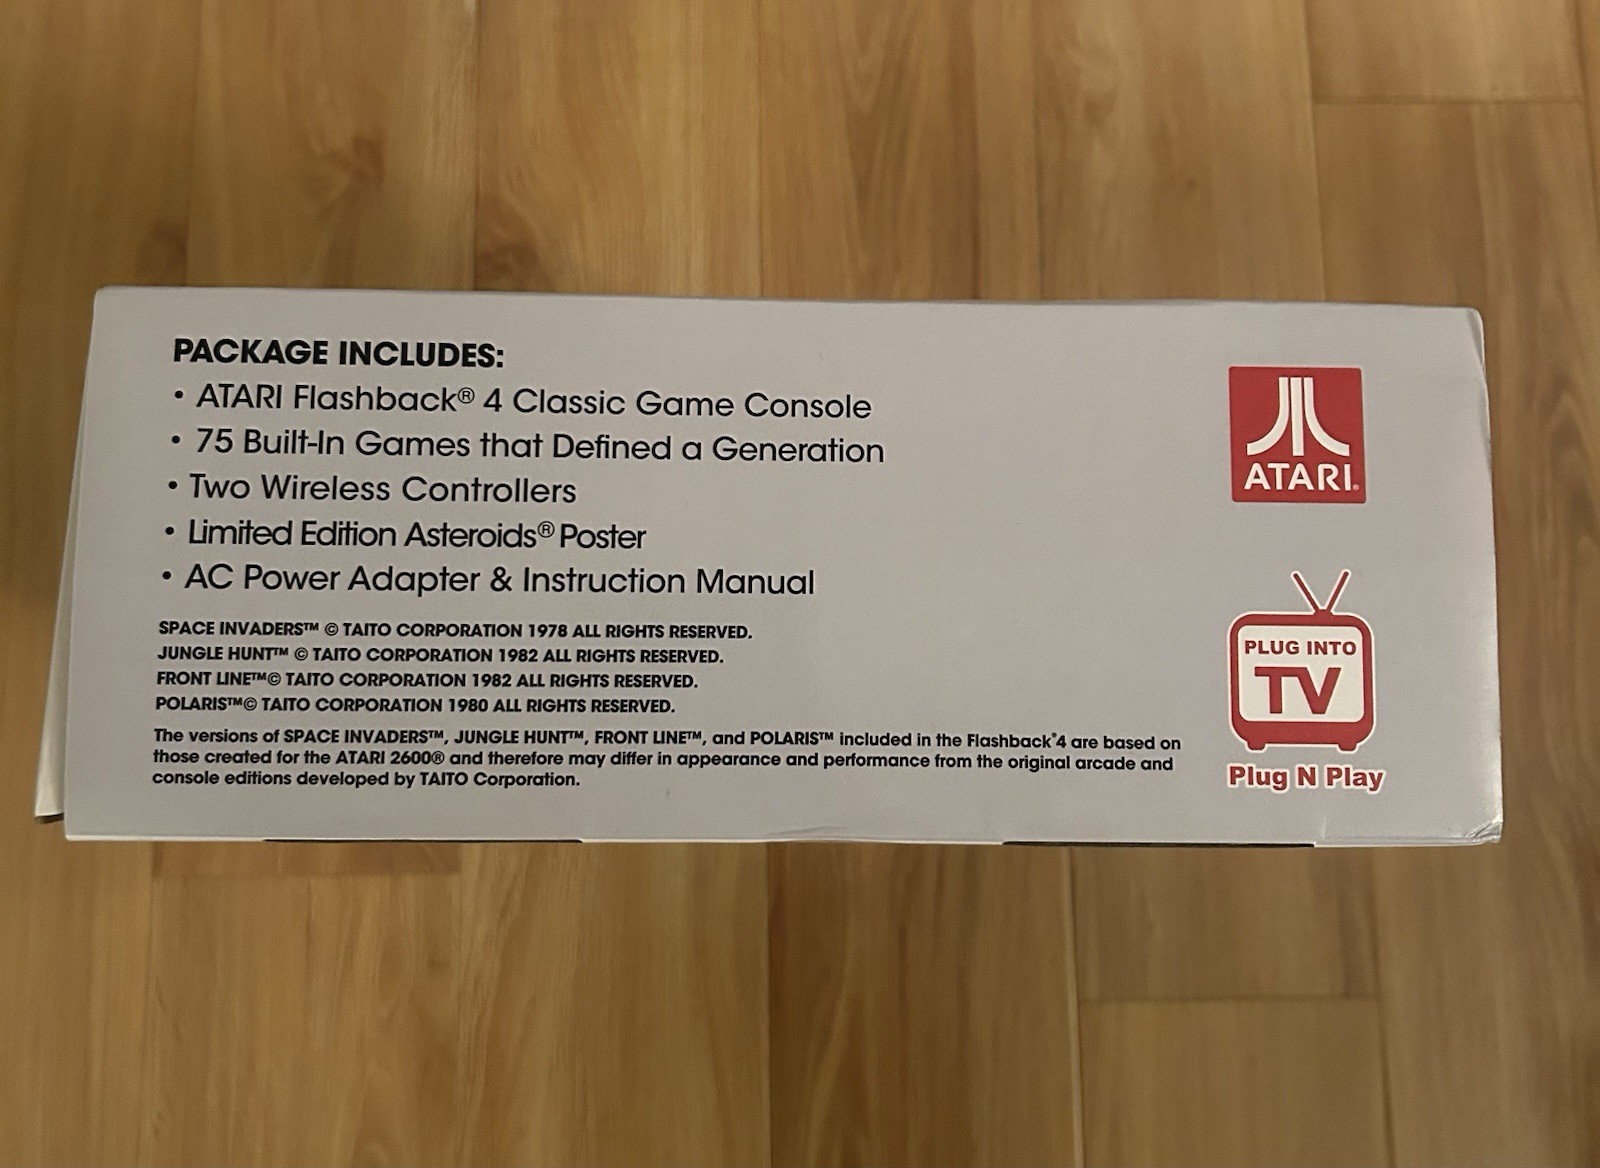 PACKAGE INCLUDES:
• ATARI Flashback® 4 Classic Game Console
• 75 Built-In Games that Defined a Generation
• Two Wireless Controllers
• Limited Edition Asteroids® Poster
• AC Power Adapter & Instruction Manual
SPACE INVADERS™ © TAITO CORPORATION 1978 ALL RIGHTS RESERVED.
JUNGLE HUNT™ © TAITO CORPORATION 1982 ALL RIGHTS RESERVED.
FRONT LINE™© TAITO CORPORATION 1982 ALL RIGHTS RESERVED.
POLARIS™© TAITO CORPORATION 1980 ALL RIGHTS RESERVED.
The versions of SPACE INVADERS™, JUNGLE HUNT™, FRONT LINE™, and POLARIS™ included in the Flashback®4 are based on
those created for the ATARI 2600® and therefore may differ in appearance and performance from the original arcade and
console editions developed by TAITO Corporation.
ATARI®
PLUG INTO
TV
Plug N Play